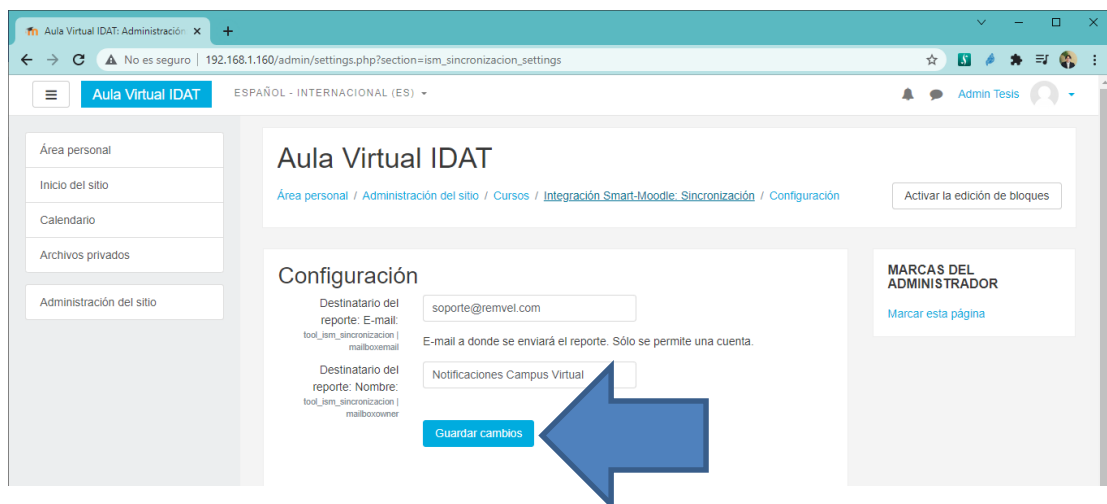 Aula Virtual IDAT: Administración
No es seguro | 192.168.1.160/admin/settings.php?section=ism_sincronizacion_settings
Aula Virtual IDAT
ESPAÑOL - INTERNACIONAL (ES)
Admin Tesis
Área personal
Inicio del sitio
Calendario
Archivos privados
Administración del sitio
Aula Virtual IDAT
Área personal / Administración del sitio / Cursos / Integración Smart-Moodle: Sincronización / Configuración
Activar la edición de bloques
Configuración
Destinatario del
reporte: E-mail:
tool_ism_sincronizacion |
mailboxemail
soporte@remvel.com
E-mail a donde se enviará el reporte. Sólo se permite una cuenta.
Destinatario del
reporte: Nombre:
tool_ism_sincronizacion |
mailboxowner
Notificaciones Campus Virtual
Guardar cambios
MARCAS DEL
ADMINISTRADOR
Marcar esta página